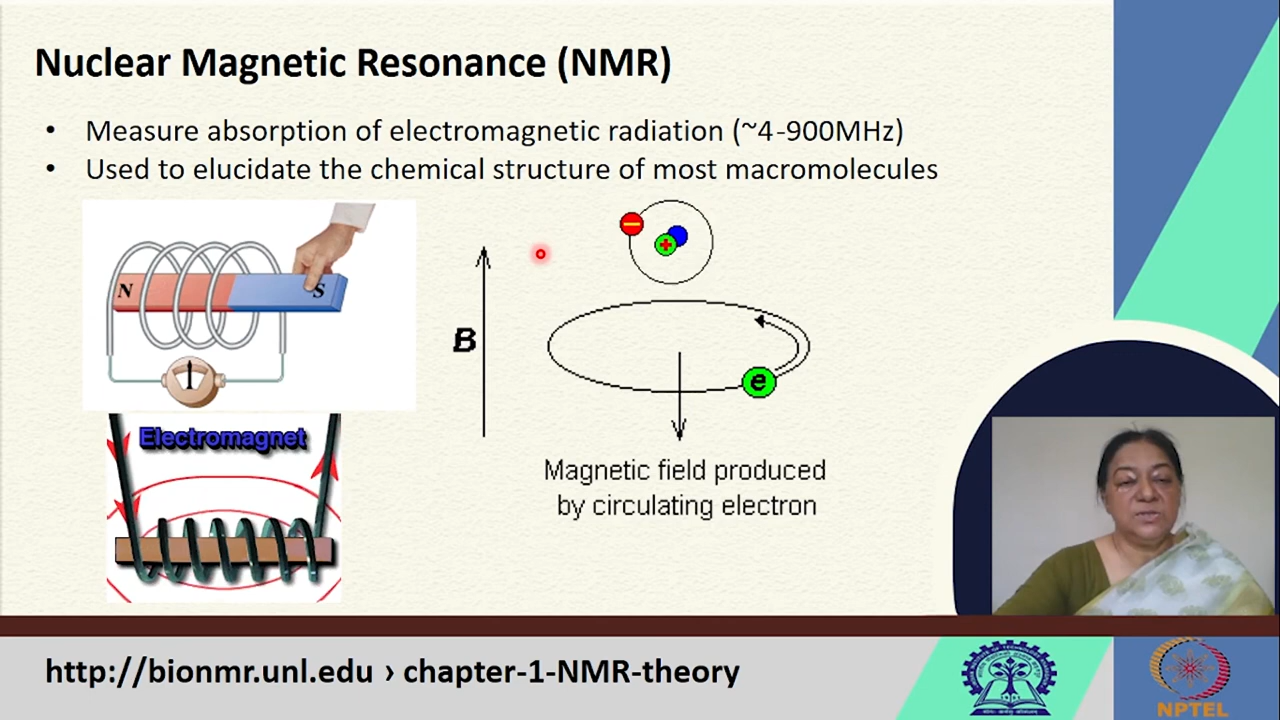 Nuclear Magnetic Resonance (NMR)
• Measure absorption of electromagnetic radiation (~4-900MHz)
• Used to elucidate the chemical structure of most macromolecules
N
S
B
e
Electromagnet
Magnetic field produced
by circulating electron
http://bionmr.unl.edu › chapter-1-NMR-theory
NPTEL